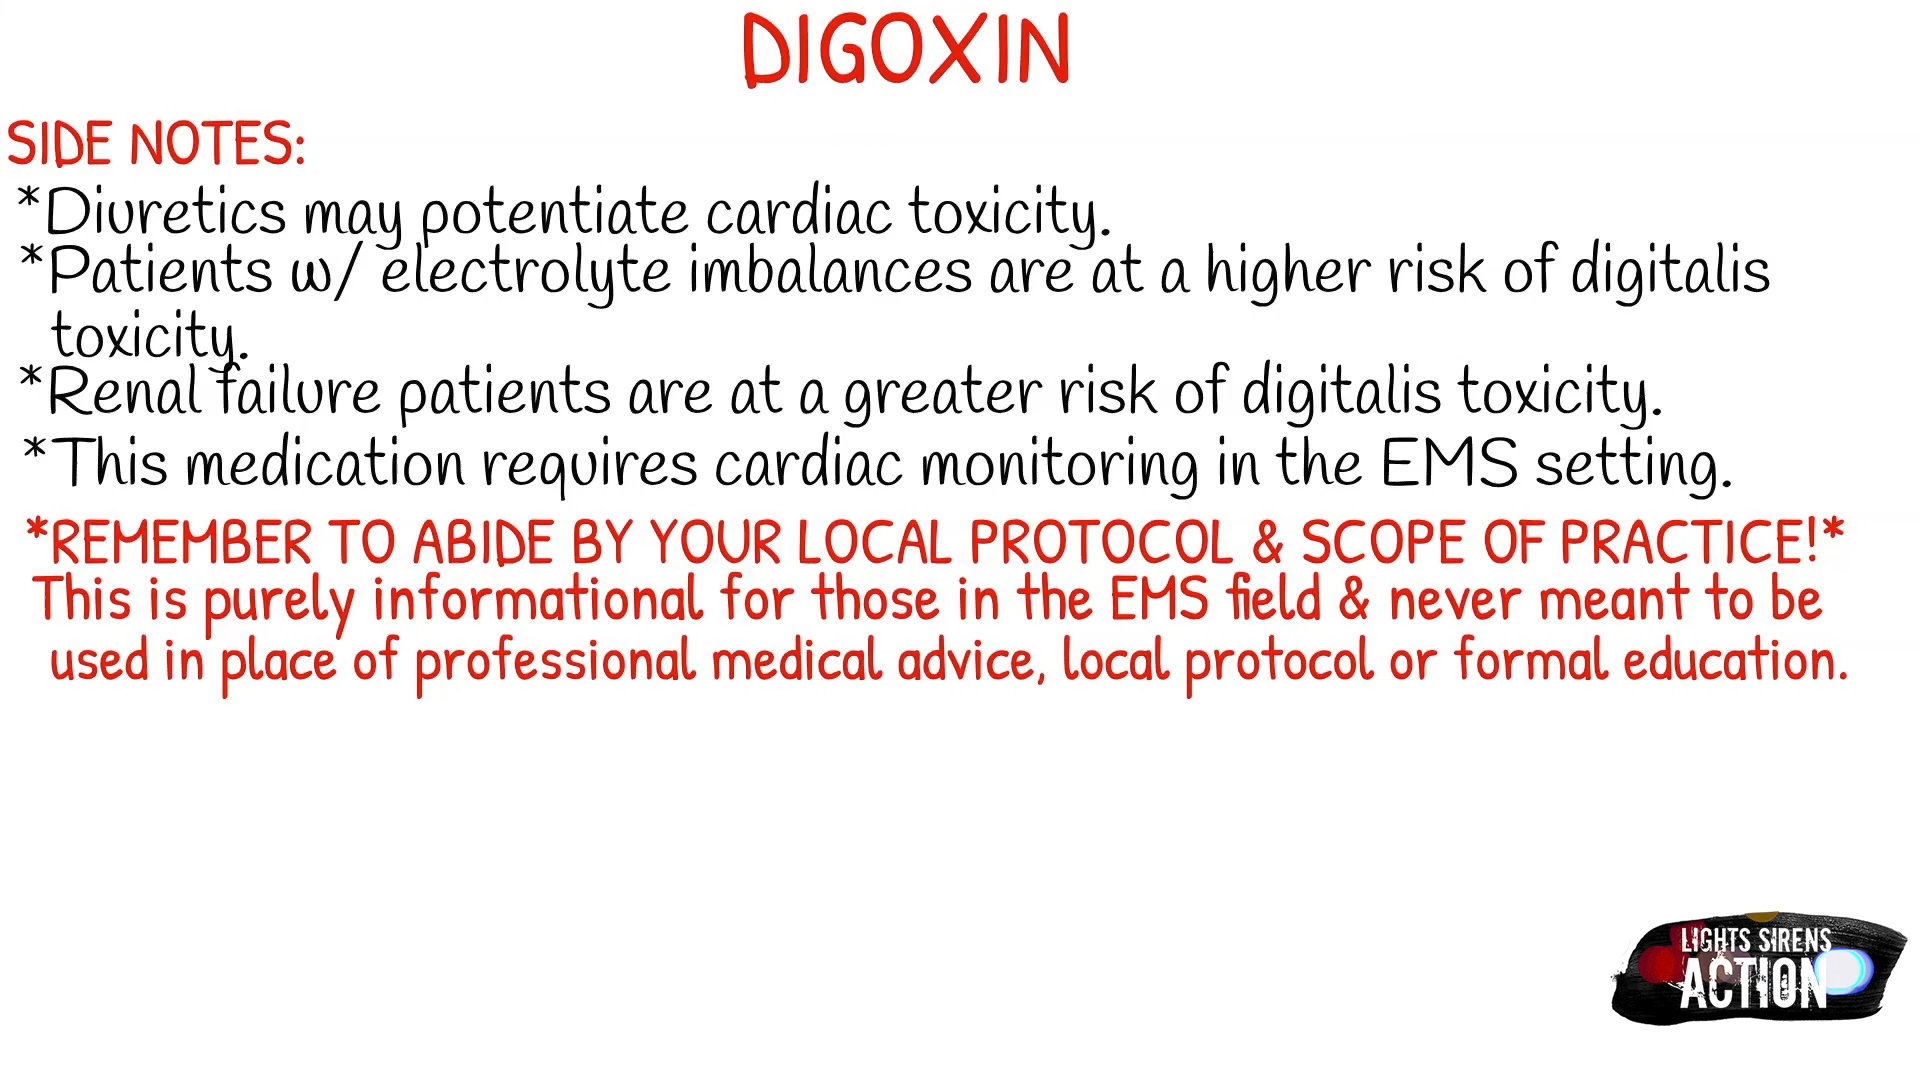 DIGOXIN
SIDE NOTES:
*Diuretics may potentiate cardiac toxicity.
*Patients w/ electrolyte imbalances are at a higher risk of digitalis
toxicity.
*Renal failure patients are at a greater risk of digitalis toxicity.
*This medication requires cardiac monitoring in the EMS setting.
*REMEMBER TO ABIDE BY YOUR LOCAL PROTOCOL & SCOPE OF PRACTICE!*
This is purely informational for those in the EMS field & never meant to be
used in place of professional medical advice, local protocol or formal education.
LIGHTS SIRENS
ACTION